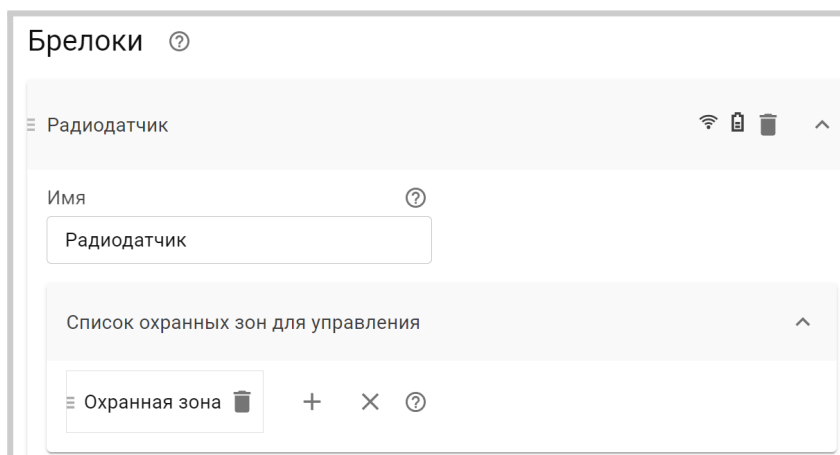 Брелоки
Радиодатчик
Имя
Радиодатчик
Список охранных зон для управления
Охранная зона